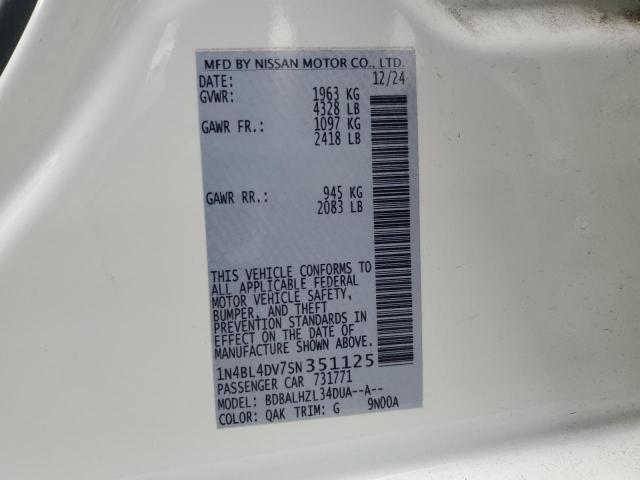 MFD BY NISSAN MOTOR CO., LTD.
DATE: 12/24
GVWR: 1963 KG
4328 LB
GAWR FR.: 1097 KG
2418 LB
GAWR RR.: 945 KG
2083 LB
THIS VEHICLE CONFORMS TO
ALL APPLICABLE FEDERAL
MOTOR VEHICLE SAFETY,
BUMPER, AND THEFT
PREVENTION STANDARDS IN
EFFECT ON THE DATE OF
MANUFACTURE SHOWN ABOVE.
1N4BL4DV7SN351125
PASSENGER CAR 731771
MODEL: BDBALHZL34DUA--A--
COLOR: QAK TRIM: G 9N00A